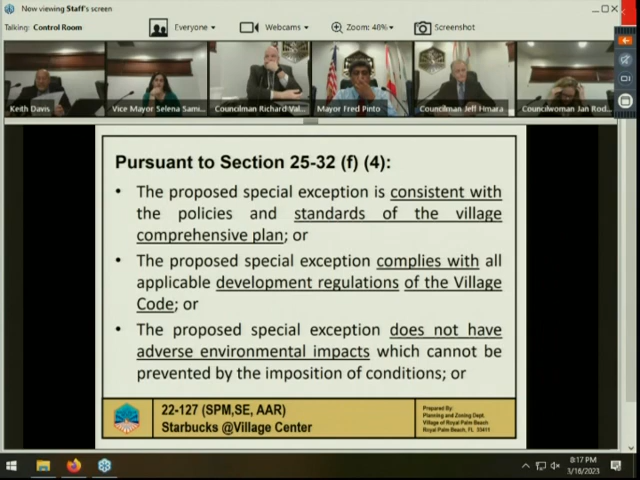 Now viewing Staff's screen
Talking: Control Room
Everyone
Webcams
Zoom: 40%
Screenshot
Keith Davis
Vice Mayor Selena Sami...
Councilman Richard Val...
Mayor Fred Pinto
Councilman Jeff Hmara
Councilwoman Jan Rod...
Pursuant to Section 25-32 (f) (4):
• The proposed special exception is consistent with
the policies and standards of the village
comprehensive plan; or
• The proposed special exception complies with all
applicable development regulations of the Village
Code; or
• The proposed special exception does not have
adverse environmental impacts which cannot be
prevented by the imposition of conditions; or
22-127 (SPM,SE, AAR)
Starbucks @Village Center
Prepared By:
Planning and Zoning Dept.
Village of Royal Palm Beach
Royal Palm Beach, FL 33411
8:17 PM
3/16/2023